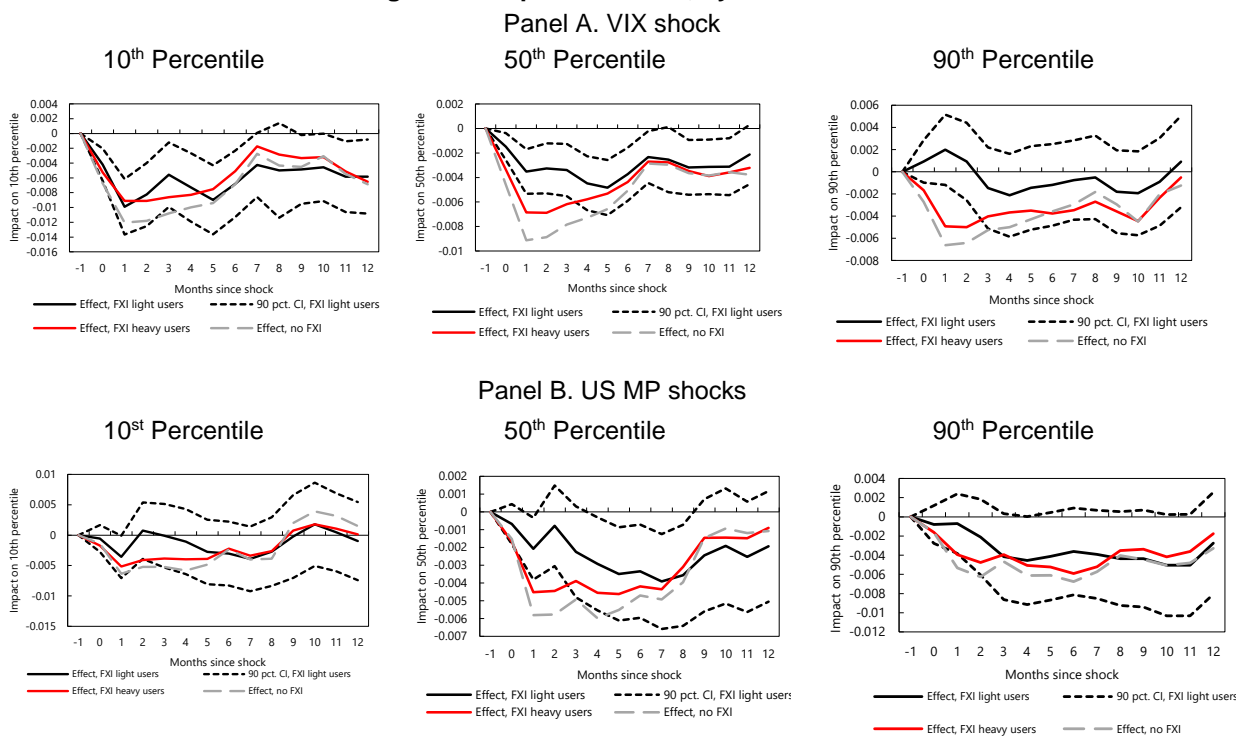 Panel A. VIX shock
10th Percentile
50th Percentile
90th Percentile
Impact on 10th percentile
0.004
0.002
0
-0.002
-0.004
-0.006
-0.008
-0.01
-0.012
-0.014
-0.016
-1 0 1 2 3 4 5 6 7 8 9 10 11 12
Months since shock
Effect, FXI light users
90 pct. CI, FXI light users
Effect, FXI heavy users
Effect, no FXI
Impact on 50th percentile
0.002
0
-0.002
-0.004
-0.006
-0.008
-0.01
-1 0 1 2 3 4 5 6 7 8 9 10 11 12
Months since shock
Effect, FXI light users
90 pct. CI, FXI light users
Effect, FXI heavy users
Effect, no FXI
Impact on 90th percentile
0.006
0.004
0.002
0
-0.002
-0.004
-0.006
-0.008
-1 0 1 2 3 4 5 6 7 8 9 10 11 12
Months since shock
Effect, FXI light users
90 pct. CI, FXI light users
Effect, FXI heavy users
Effect, no FXI
Panel B. US MP shocks
10st Percentile
50th Percentile
90th Percentile
Impact on 10th percentile
0.01
0.005
0
-0.005
-0.01
-0.015
-1 0 1 2 3 4 5 6 7 8 9 10 11 12
Months since shock
Effect, FXI light users
90 pct. CI, FXI light users
Effect, FXI heavy users
Effect, no FXI
Impact on 50th percentile
0.002
0.001
0
-0.001
-0.002
-0.003
-0.004
-0.005
-0.006
-0.007
-1 0 1 2 3 4 5 6 7 8 9 10 11 12
Months since shock
Effect, FXI light users
90 pct. CI, FXI light users
Effect, FXI heavy users
Effect, no FXI
Impact on 90th percentile
0.004
0.002
0
-0.002
-0.004
-0.006
-0.008
-0.01
-0.012
-1 0 1 2 3 4 5 6 7 8 9 10 11 12
Months since shock
Effect, FXI light users
90 pct. CI, FXI light users
Effect, FXI heavy users
Effect, no FXI